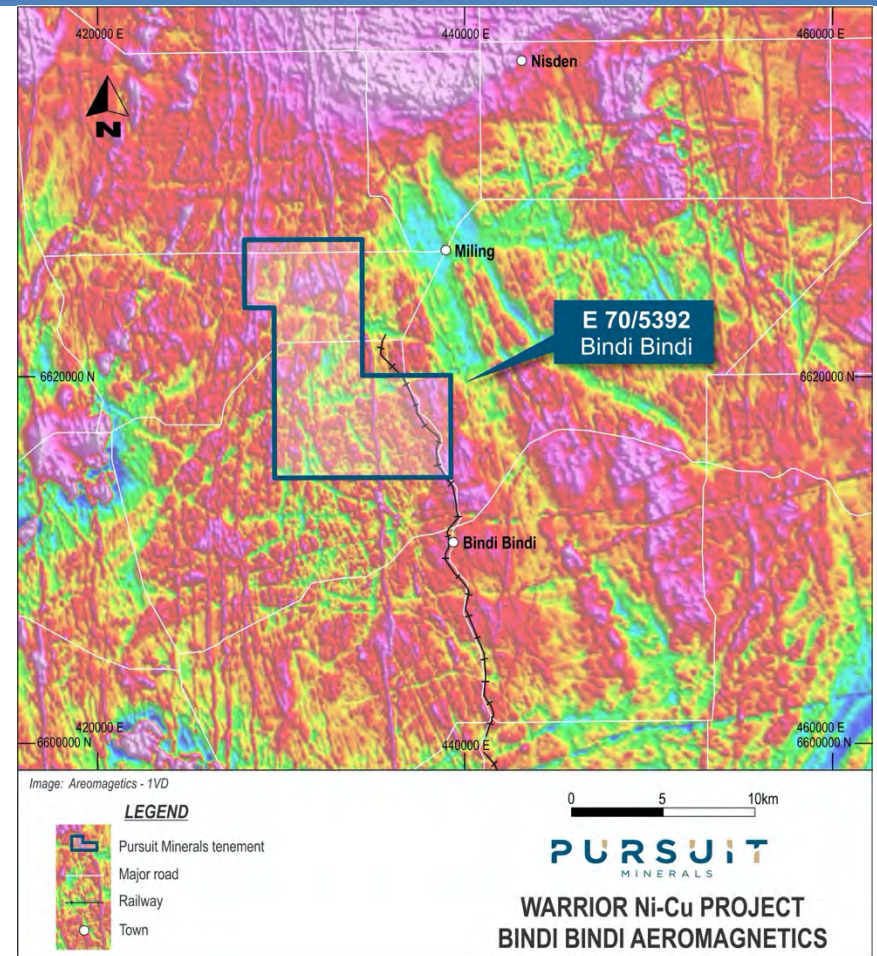 420000 E
440000 E
460000 E
Nisden
N
Miling
E 70/5392
Bindi Bindi
6620000 N
6620000 N
Bindi Bindi
420000 E
6600000 N
440000 E
460000 E
6600000 N
Image: Areomagetics - 1VD
LEGEND
Pursuit Minerals tenement
Major road
Railway
Town
0 5 10km
PURSUIT
MINERALS
WARRIOR Ni-Cu PROJECT
BINDI BINDI AEROMAGNETICS